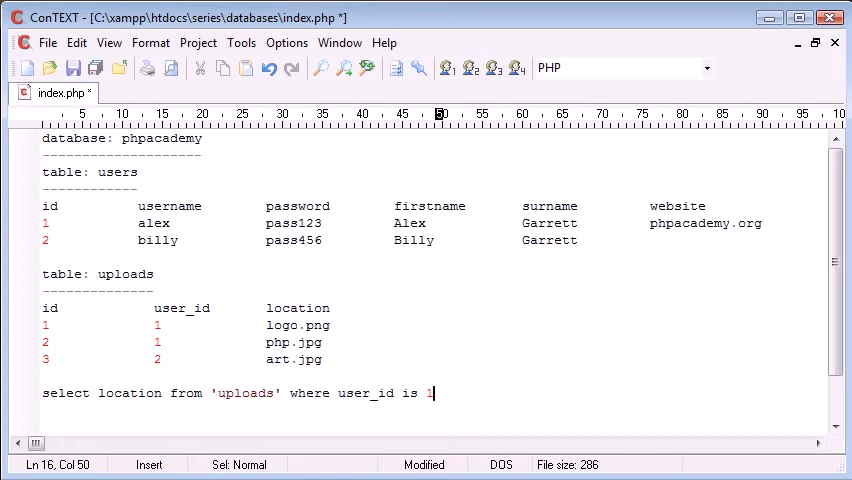 ConTEXT - [C:\xampp\htdocs\series\databases\index.php *]
File Edit View Format Project Tools Options Window Help
1 2 3 4 PHP
index.php *
5 10 15 20 25 30 35 40 45 50 55 60 65 70 75 80 85 90 95 100
database: phpacademy
--------------------
table: users
------------
id username password firstname surname website
1 alex pass123 Alex Garrett phpacademy.org
2 billy pass456 Billy Garrett
table: uploads
--------------
id user_id location
1 1 logo.png
2 1 php.jpg
3 2 art.jpg
select location from 'uploads' where user_id is 1
Ln 16, Col 50 Insert Sel: Normal Modified DOS File size: 286